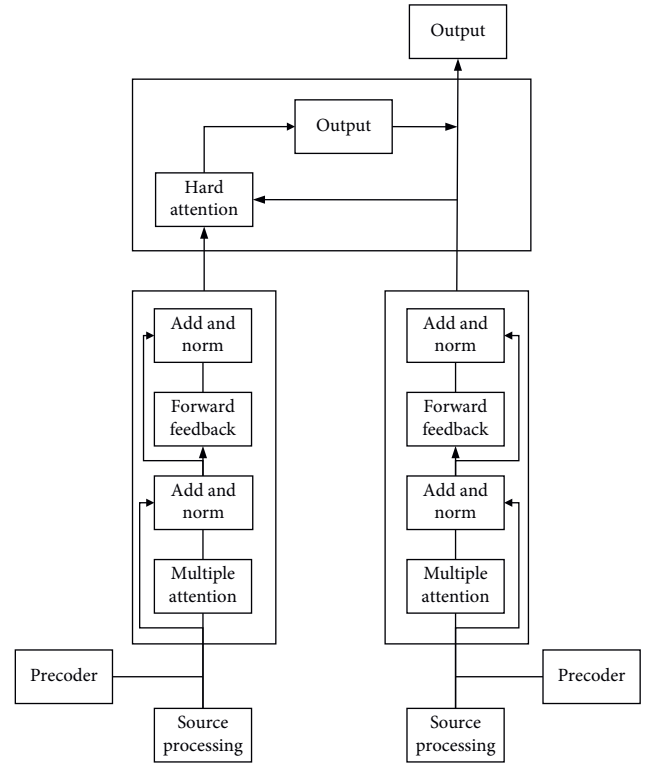 Output
Output
Hard
attention
Add and
norm
Forward
feedback
Add and
norm
Multiple
attention
Add and
norm
Forward
feedback
Add and
norm
Multiple
attention
Precoder
Precoder
Source
processing
Source
processing